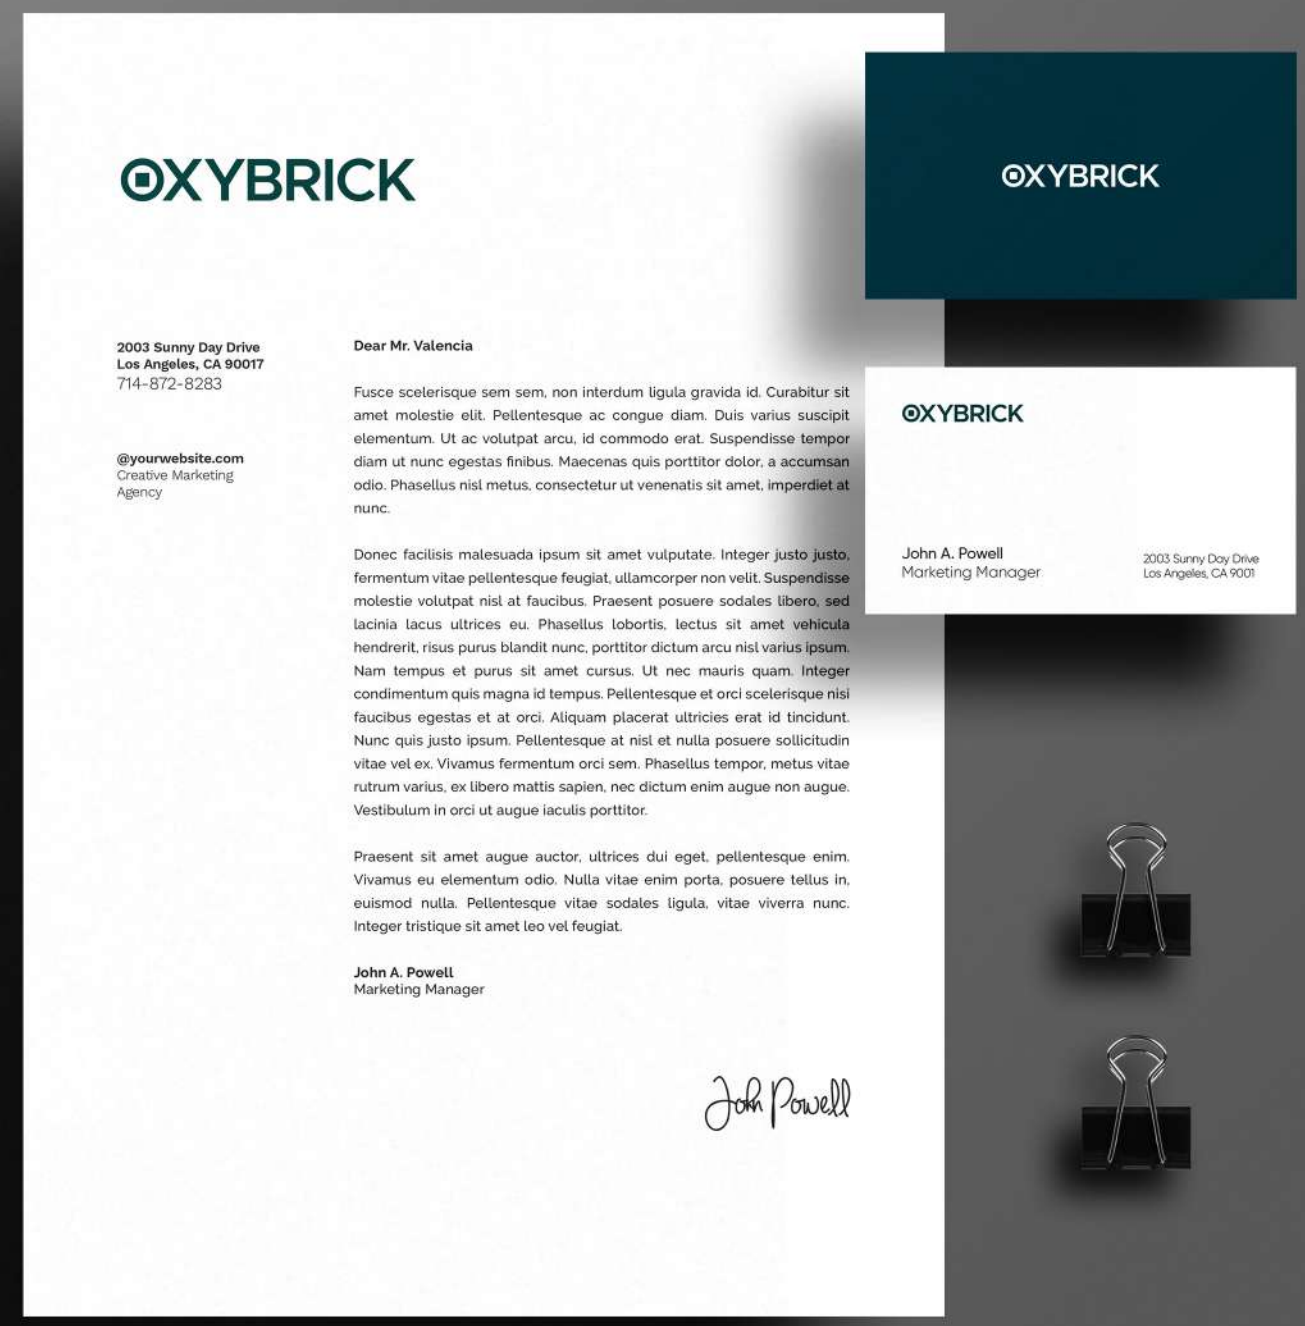 OXYBRICK
2003 Sunny Day Drive
Los Angeles, CA 90017
714-872-8283
@yourwebsite.com
Creative Marketing
Agency
Dear Mr. Valencia
Fusce scelerisque sem sem, non interdum ligula gravida id. Curabitur sit
amet molestie elit. Pellentesque ac congue diam. Duis varius suscipit
elementum. Ut ac volutpat arcu, id commodo erat. Suspendisse tempor
diam ut nunc egestas finibus. Maecenas quis porttitor dolor, a accumsan
odio. Phasellus nisl metus, consectetur ut venenatis sit amet, imperdiet at
nunc.
Donec facilisis malesuada ipsum sit amet vulputate. Integer justo justo,
fermentum vitae pellentesque feugiat, ullamcorper non velit. Suspendisse
molestie volutpat nisl at faucibus. Praesent posuere sodales libero, sed
lacinia lacus ultrices eu. Phasellus lobortis, lectus sit amet vehicula
hendrerit, risus purus blandit nunc, porttitor dictum arcu nisl varius ipsum.
Nam tempus et purus sit amet cursus. Ut nec mauris quam. Integer
condimentum quis magna id tempus. Pellentesque et orci scelerisque nisi
faucibus egestas et at orci. Aliquam placerat ultricies erat id tincidunt.
Nunc quis justo ipsum. Pellentesque at nisl et nulla posuere sollicitudin
vitae vel ex. Vivamus fermentum orci sem. Phasellus tempor, metus vitae
rutrum varius, ex libero mattis sapien, nec dictum enim augue non augue.
Vestibulum in orci ut augue iaculis porttitor.
Praesent sit amet augue auctor, ultrices dui eget, pellentesque enim.
Vivamus eu elementum odio. Nulla vitae enim porta, posuere tellus in,
euismod nulla. Pellentesque vitae sodales ligula, vitae viverra nunc.
Integer tristique sit amet leo vel feugiat.
John A. Powell
Marketing Manager
John Powell
OXYBRICK
OXYBRICK
John A. Powell
Marketing Manager
2003 Sunny Day Drive
Los Angeles, CA 9001